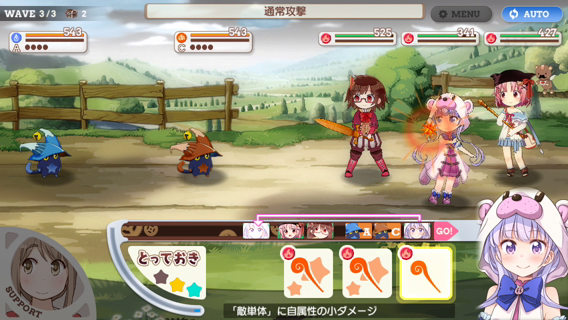 WAVE 3/3 2
通常攻撃
MENU
AUTO
543
A
543
C
525
341
427
A
C
GO!
とっておき
SUPPORT
「敵単体」に自属性の小ダメージ